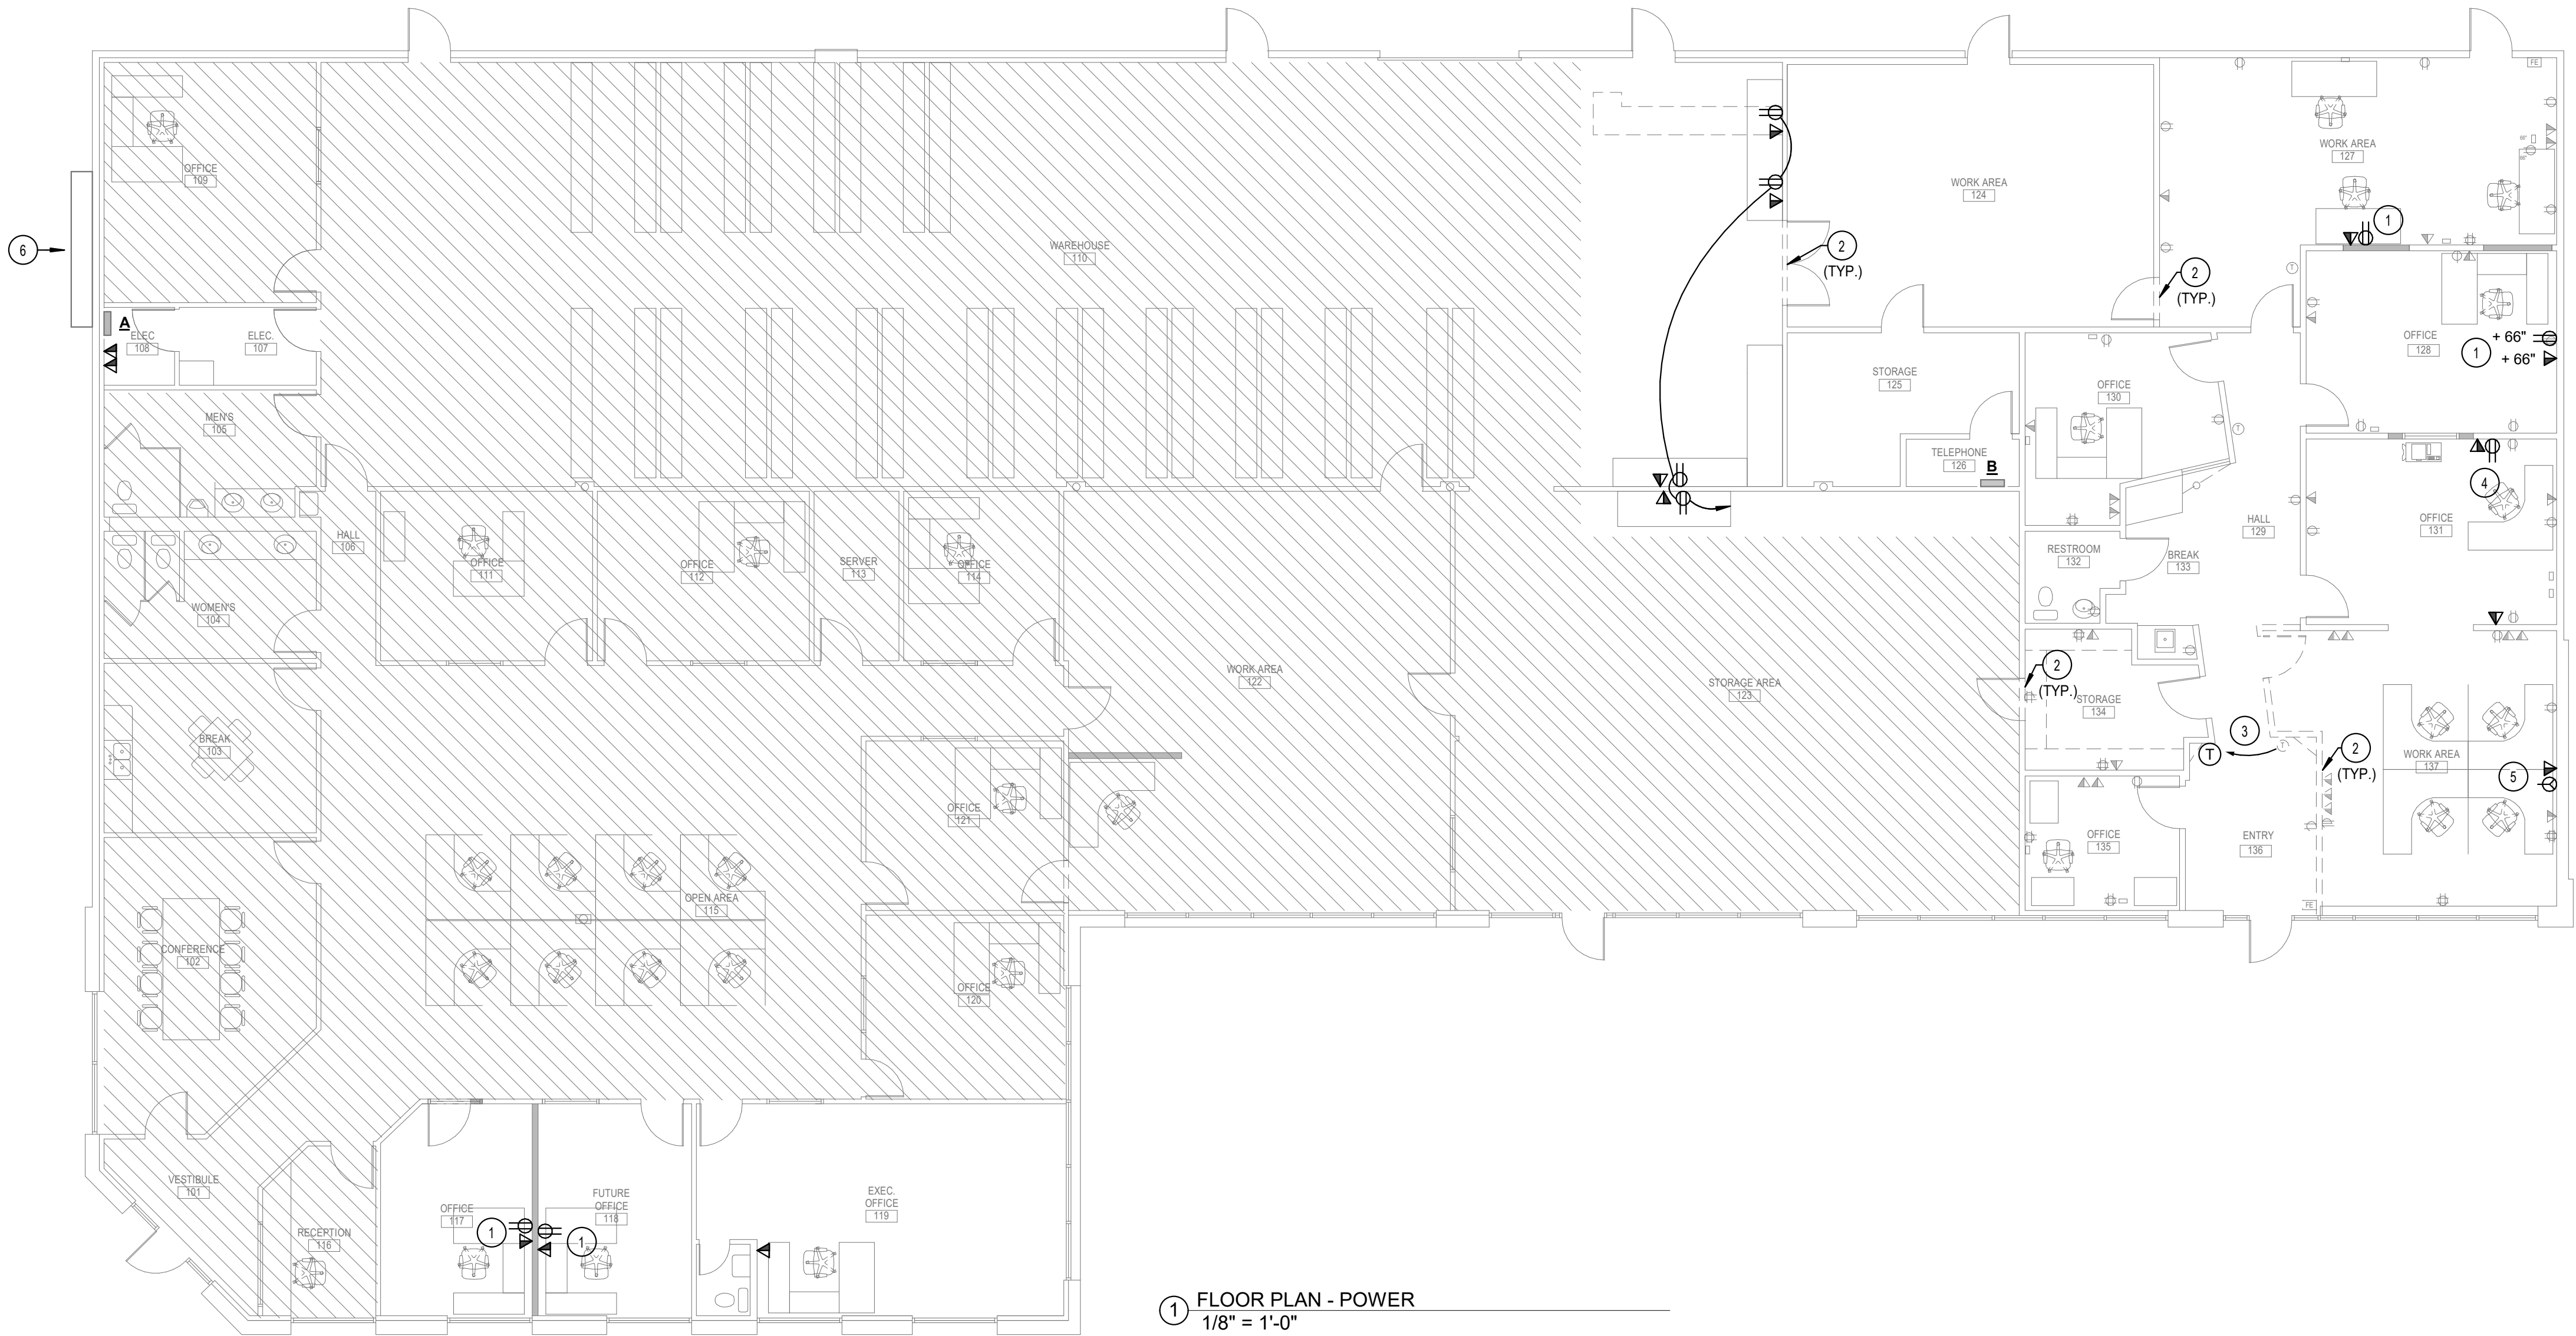 FE
OFFICE
109
WORK AREA
127
66"
66"
WORK AREA
124
1
WAREHOUSE
110
2
(TYP.)
6
2
(TYP.)
T
A
ELEC
108
ELEC.
107
OFFICE
128
+ 66"
1
+ 66"
STORAGE
125
OFFICE
130
MEN'S
105
T
TELEPHONE
126
B
4
OFFICE
131
HALL
129
HALL
106
OFFICE
111
OFFICE
112
SERVER
113
OFFICE
114
RESTROOM
132
BREAK
133
WOMEN'S
104
WORK AREA
122
STORAGE AREA
123
2
(TYP.)
STORAGE
134
BREAK
103
3
T
T
2
(TYP.)
WORK AREA
137
5
OFFICE
121
OFFICE
135
ENTRY
136
OPEN AREA
115
FE
CONFERENCE
102
OFFICE
120
VESTIBULE
101
RECEPTION
116
OFFICE
117
1
FUTURE
OFFICE
118
1
EXEC.
OFFICE
119
1
FLOOR PLAN - POWER
1/8" = 1'-0"